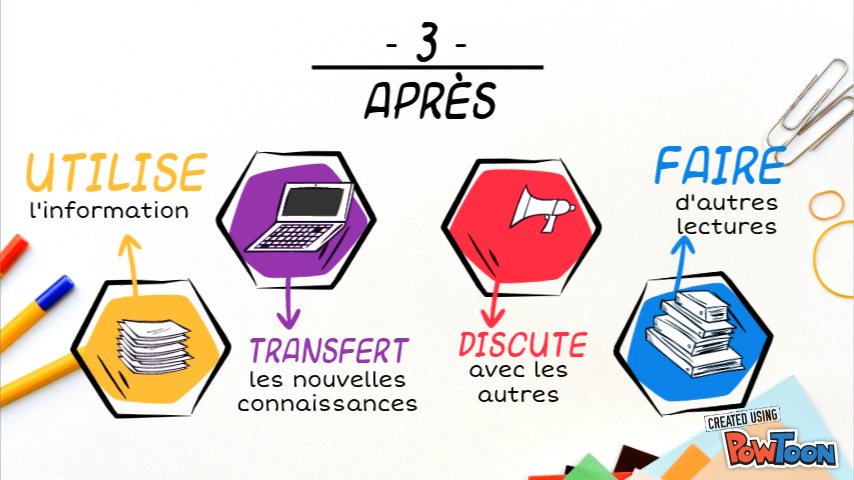 - 3 -
APRÈS
UTILISE
l'information
TRANSFERT
les nouvelles
connaissances
DISCUTE
avec les
autres
FAIRE
d'autres
lectures
CREATED USING
POWTOON